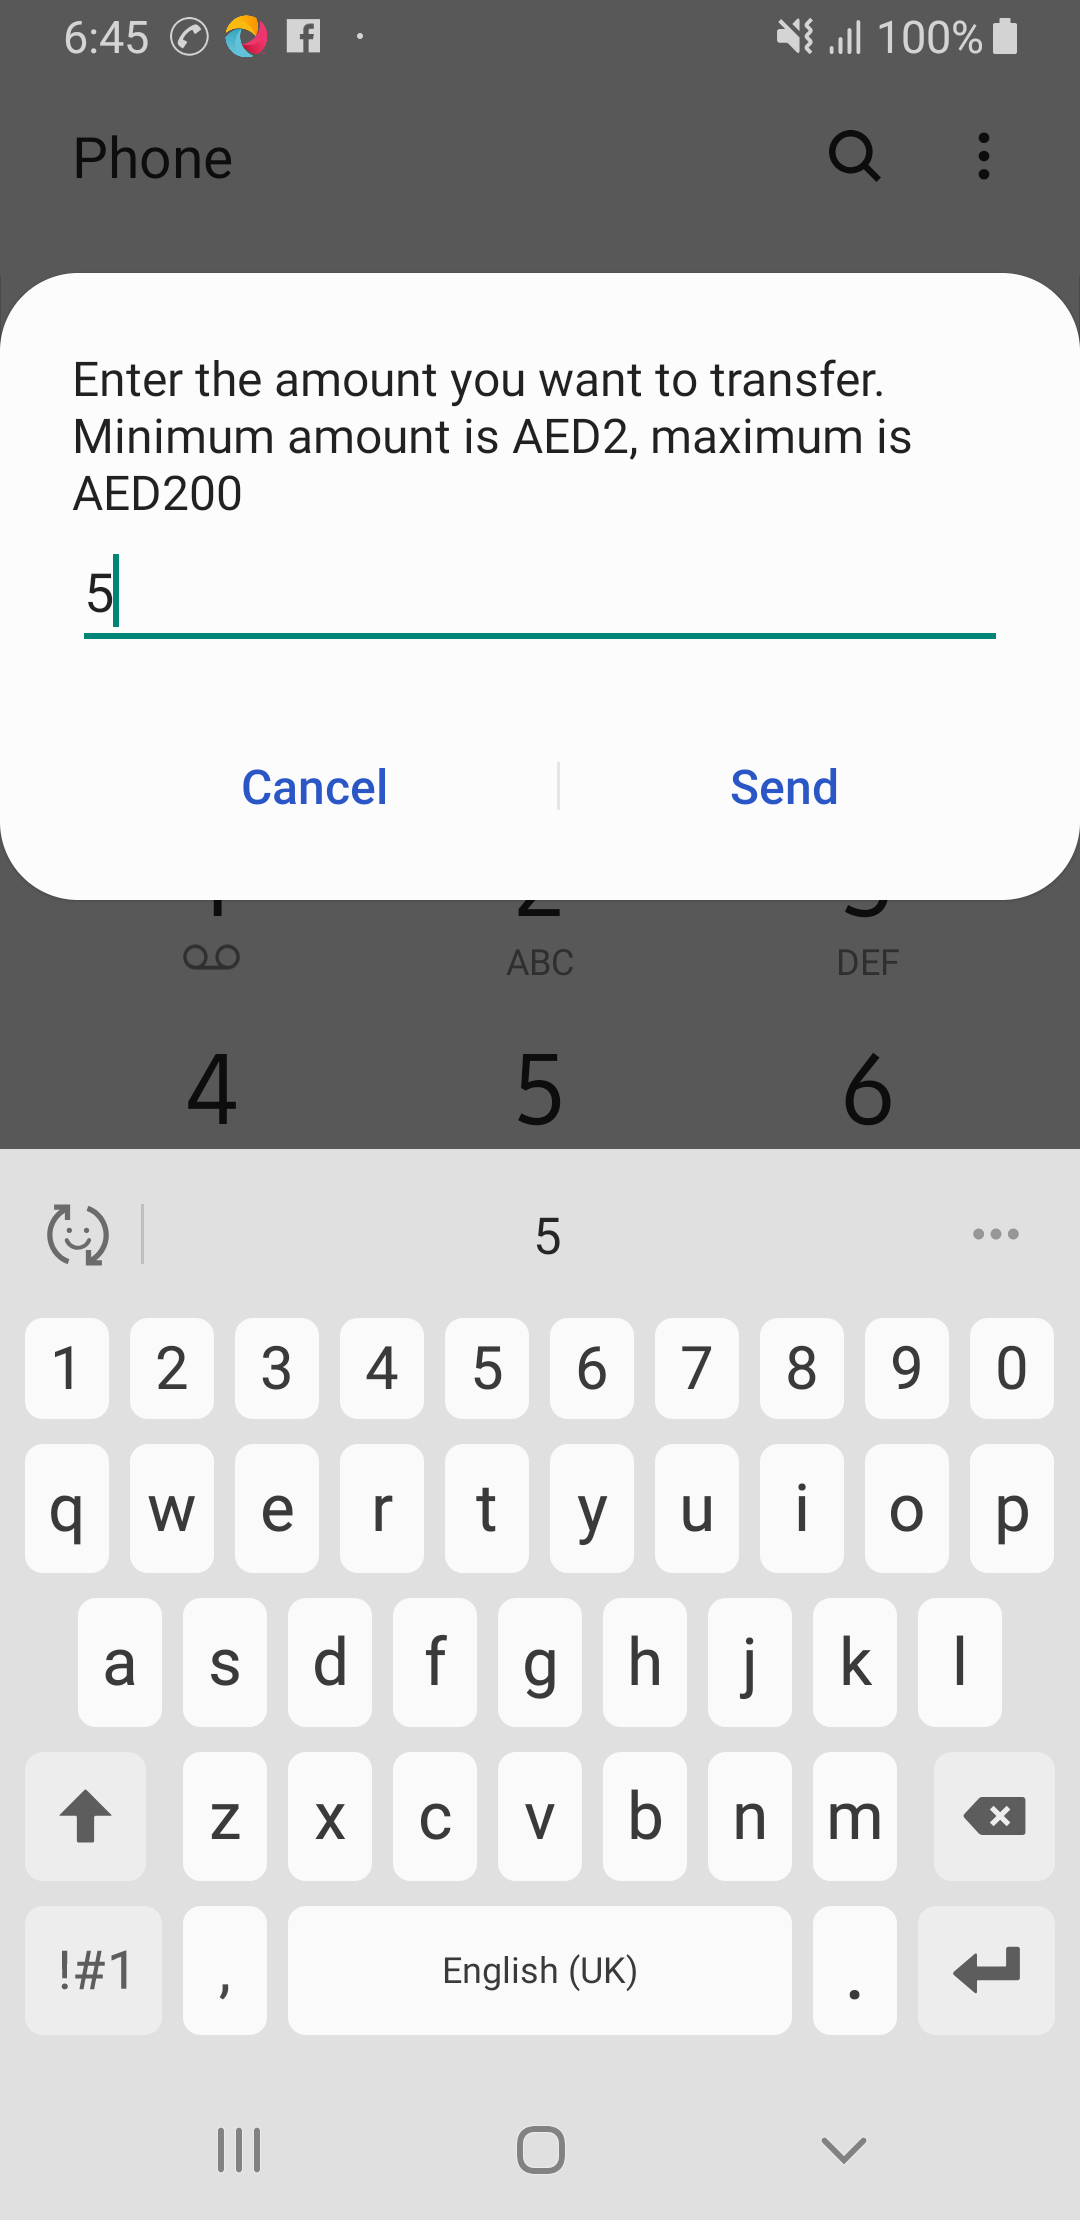 6:45 100%
Phone
Enter the amount you want to transfer.
Minimum amount is AED2, maximum is
AED200
5
Cancel Send
ABC DEF
4 5 6
5
1 2 3 4 5 6 7 8 9 0
q w e r t y u i o p
a s d f g h j k l
z x c v b n m
!#1 , English (UK) .